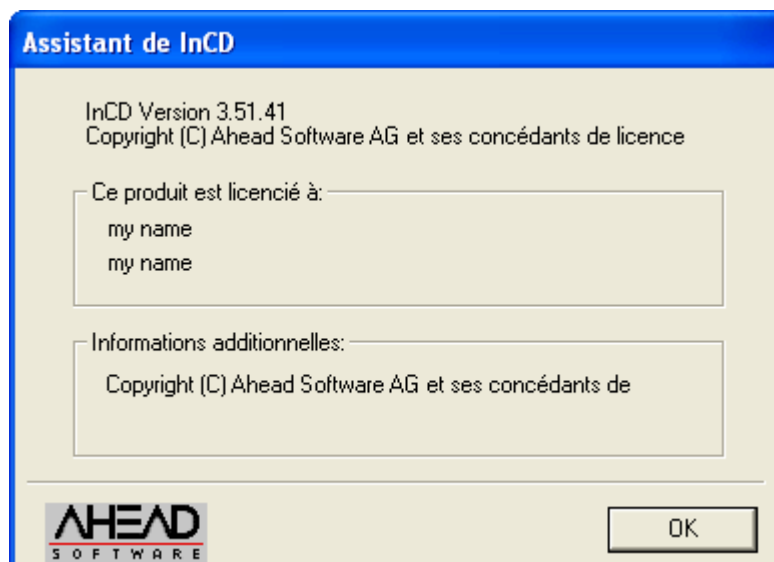 Assistant de InCD
InCD Version 3.51.41
Copyright (C) Ahead Software AG et ses concédants de licence
Ce produit est licencié à:
my name
my name
Informations additionnelles:
Copyright (C) Ahead Software AG et ses concédants de
AHEAD
SOFTWARE
OK